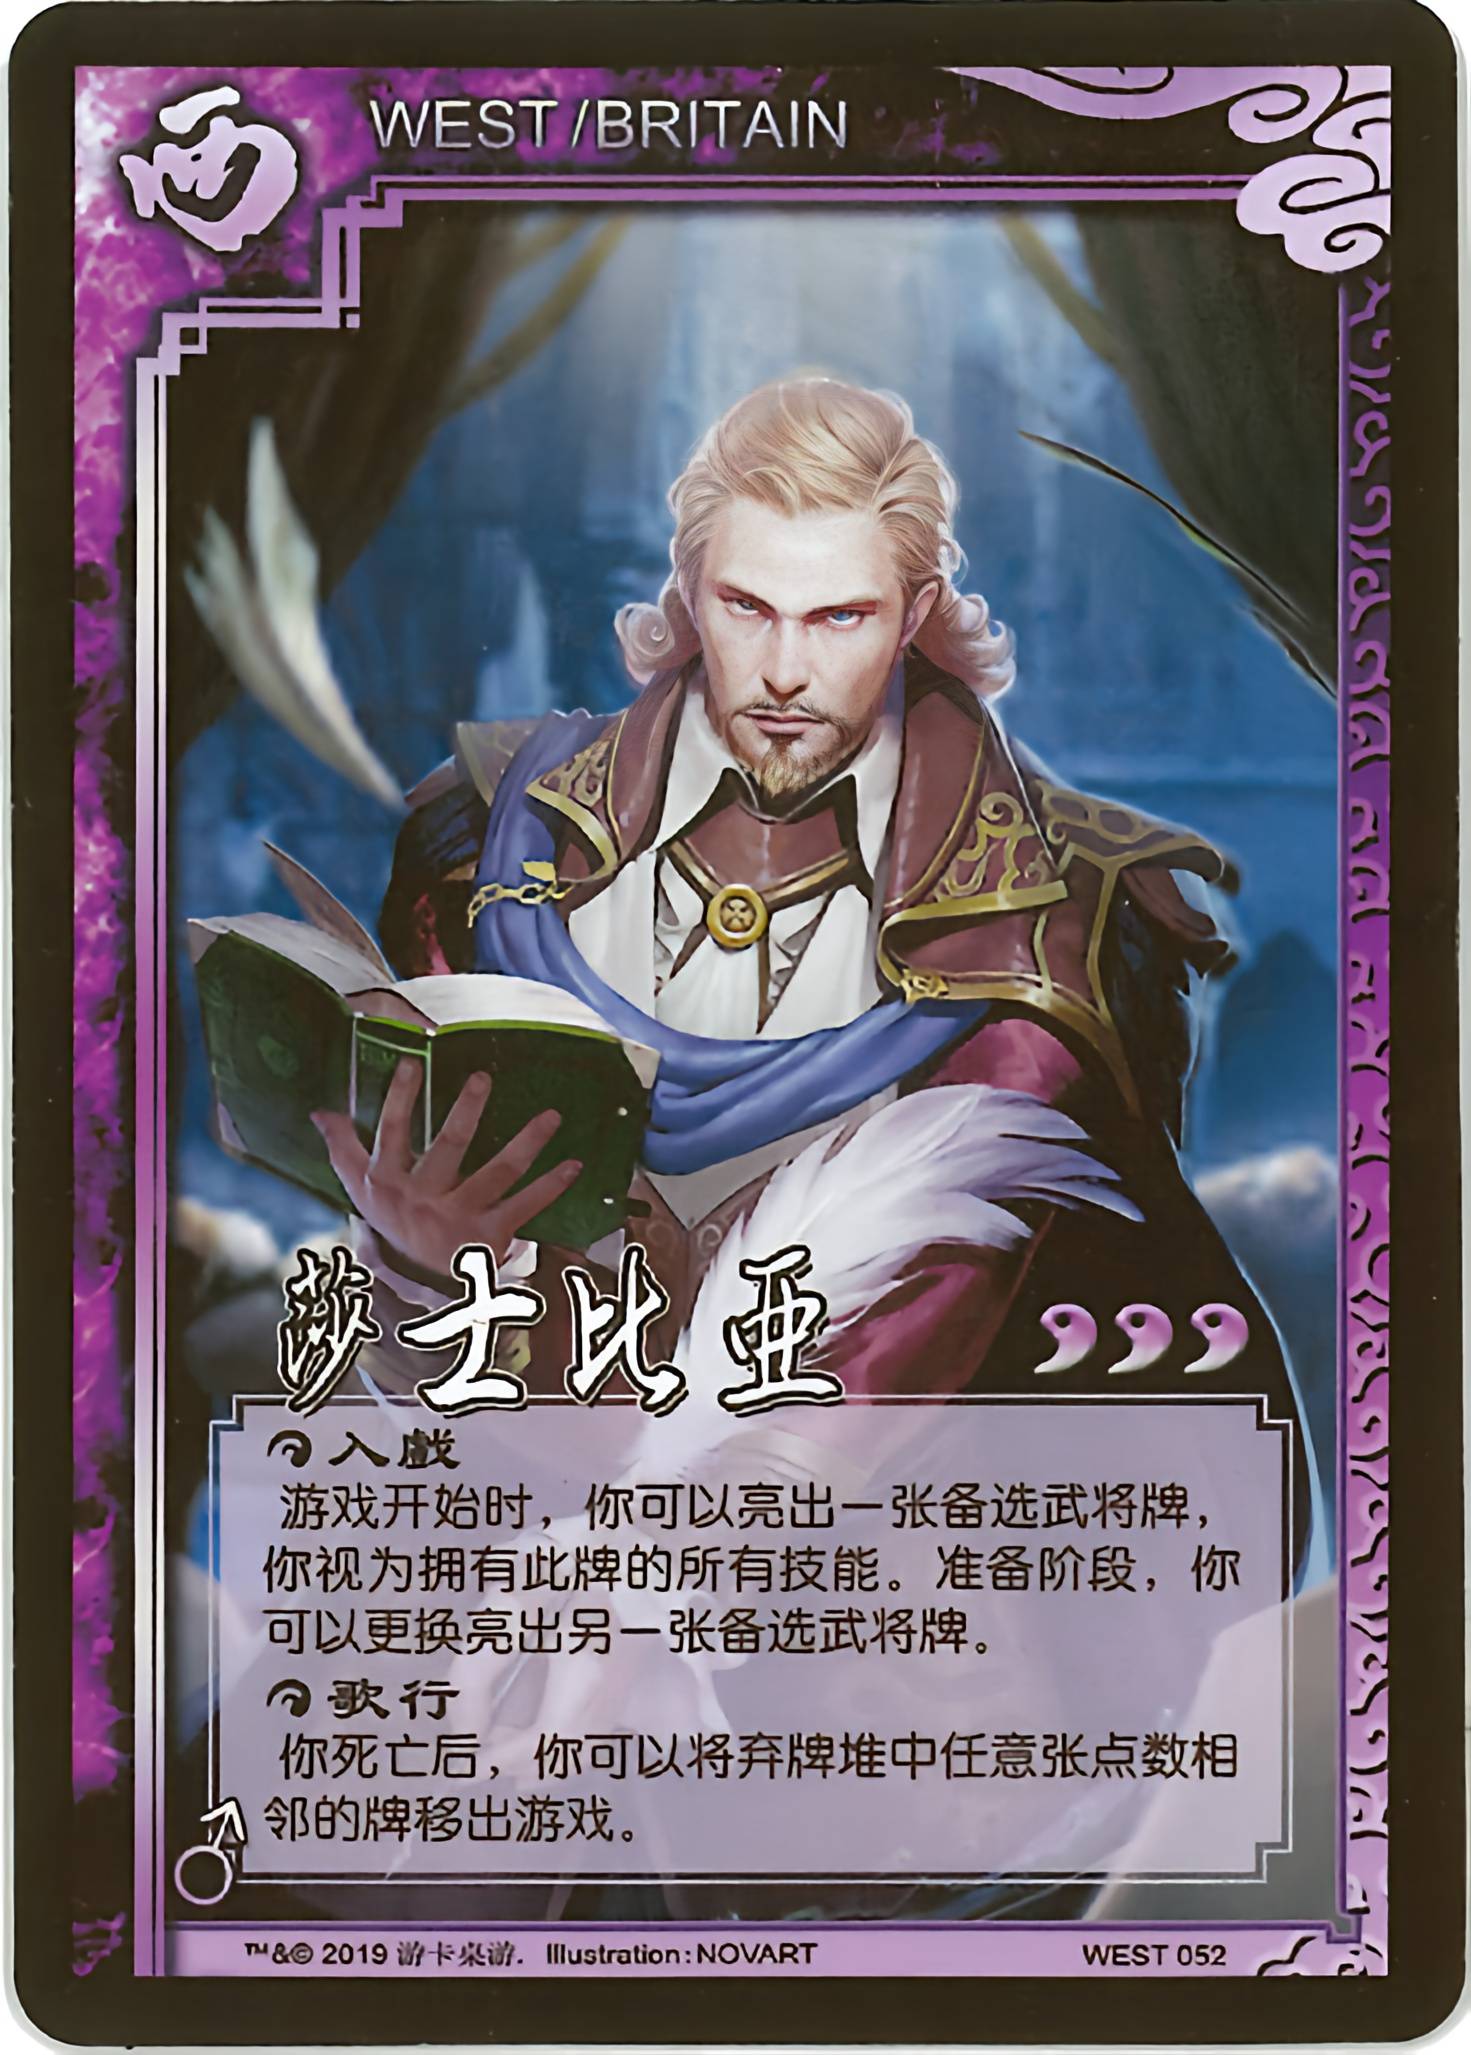 西
WEST /BRITAIN
莎士比亚
入戲
游戏开始时，你可以亮出一张备选武将牌，
你视为拥有此牌的所有技能。准备阶段，你
可以更换亮出另一张备选武将牌。
歌行
你死亡后，你可以将弃牌堆中任意张点数相
邻的牌移出游戏。
™&© 2019 游卡桌游. Illustration:NOVART
WEST 052